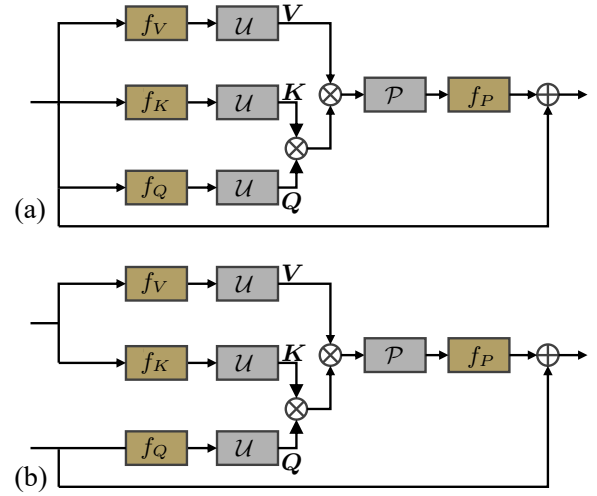 f_V U V
f_K U K
P f_P
f_Q U Q
(a)
f_V U V
f_K U K
P f_P
f_Q U Q
(b)